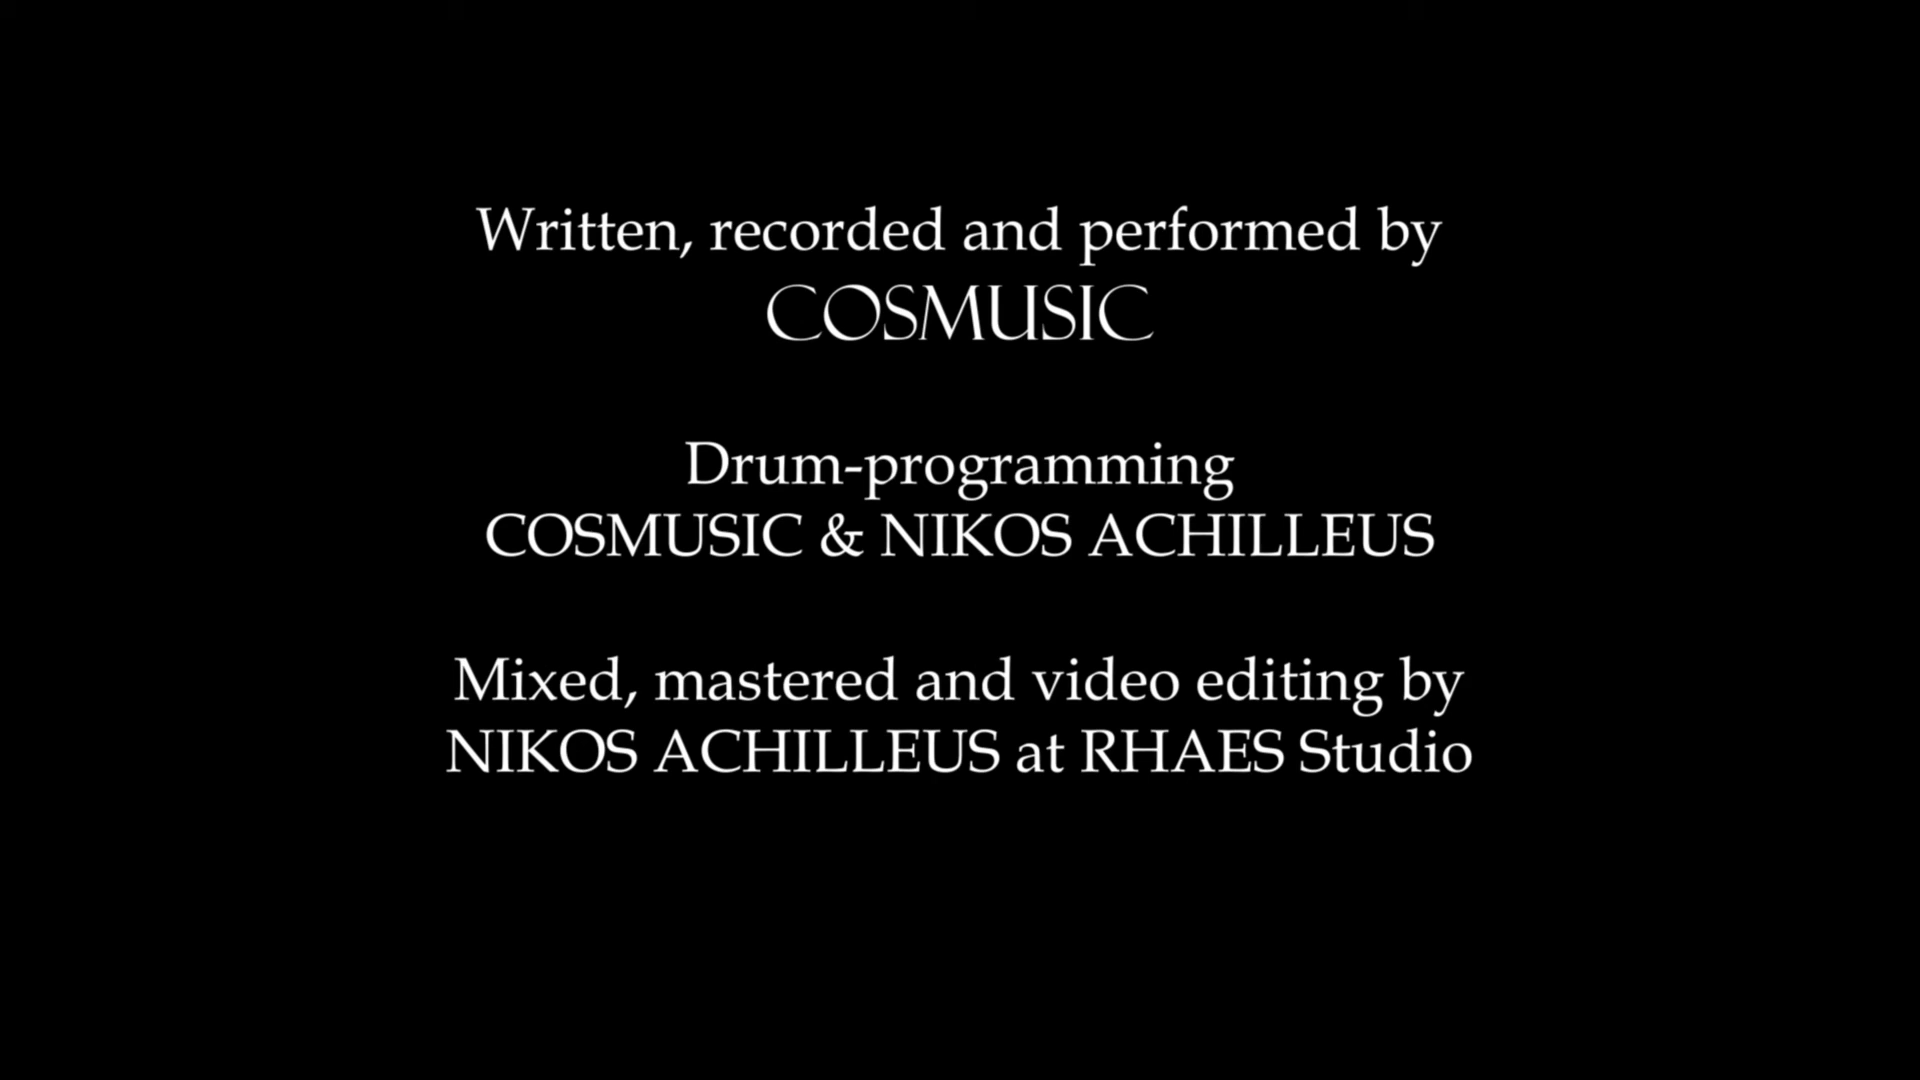 Written, recorded and performed by
COSMUSIC
Drum-programming
COSMUSIC & NIKOS ACHILLEUS
Mixed, mastered and video editing by
NIKOS ACHILLEUS at RHAES Studio